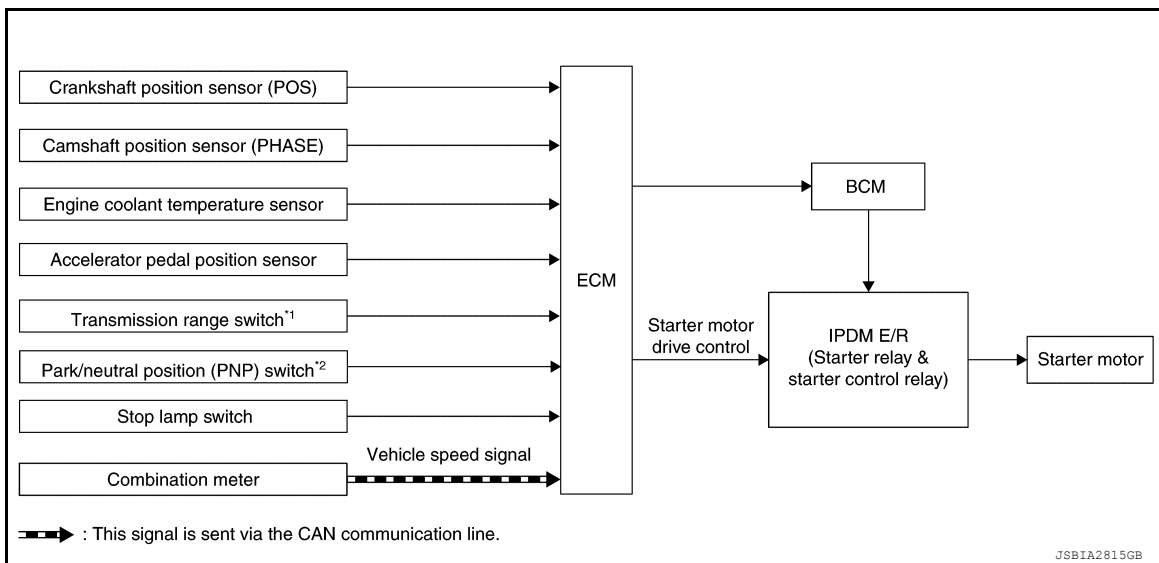 Crankshaft position sensor (POS)
Camshaft position sensor (PHASE)
Engine coolant temperature sensor
Accelerator pedal position sensor
Transmission range switch*1
Park/neutral position (PNP) switch*2
Stop lamp switch
Combination meter
Vehicle speed signal
ECM
Starter motor
drive control
BCM
IPDM E/R
(Starter relay &
starter control relay)
Starter motor
: This signal is sent via the CAN communication line.
JSBIA2815GB